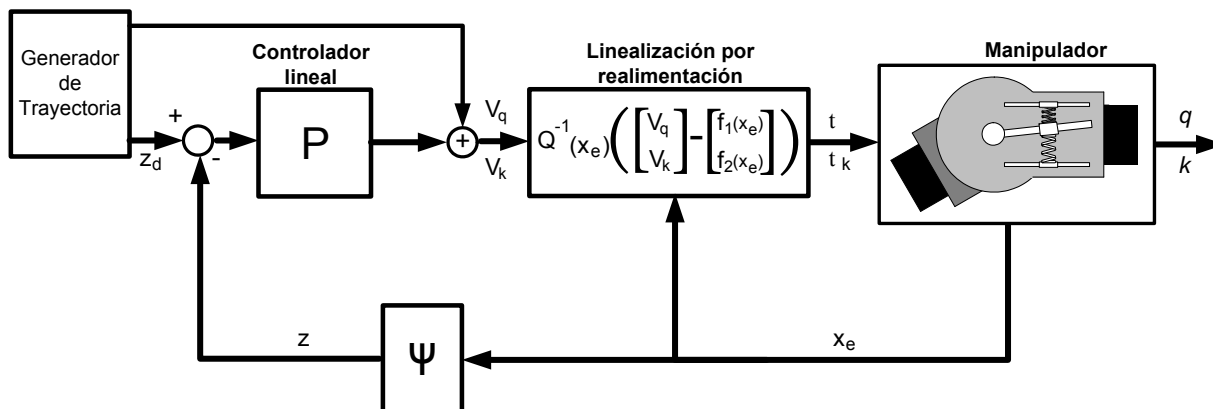 Generador
de
Trayectoria
+
-
z_d
Controlador
lineal
P
+
V_q
V_k
Linealización por
realimentación
Q^-1(x_e)([V_q V_k]-[f_1(x_e) f_2(x_e)])
t
t_k
Manipulador
q
k
z
Ψ
x_e